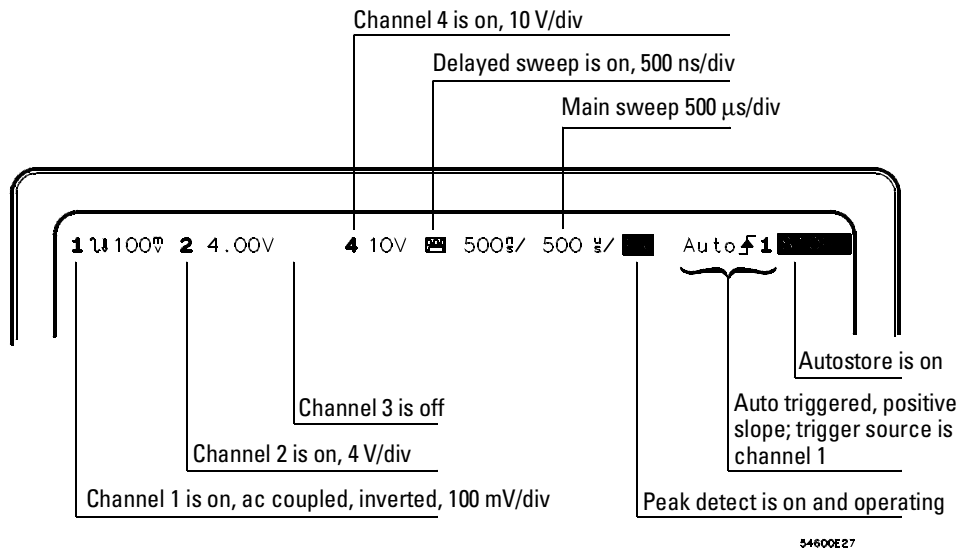 Channel 4 is on, 10 V/div
Delayed sweep is on, 500 ns/div
Main sweep 500 µs/div
1 100mV 2 4.00V 4 10V 500ns/ 500 us/ Auto 1
Autostore is on
Channel 3 is off
Auto triggered, positive
slope; trigger source is
channel 1
Channel 2 is on, 4 V/div
Channel 1 is on, ac coupled, inverted, 100 mV/div
Peak detect is on and operating
54600E27